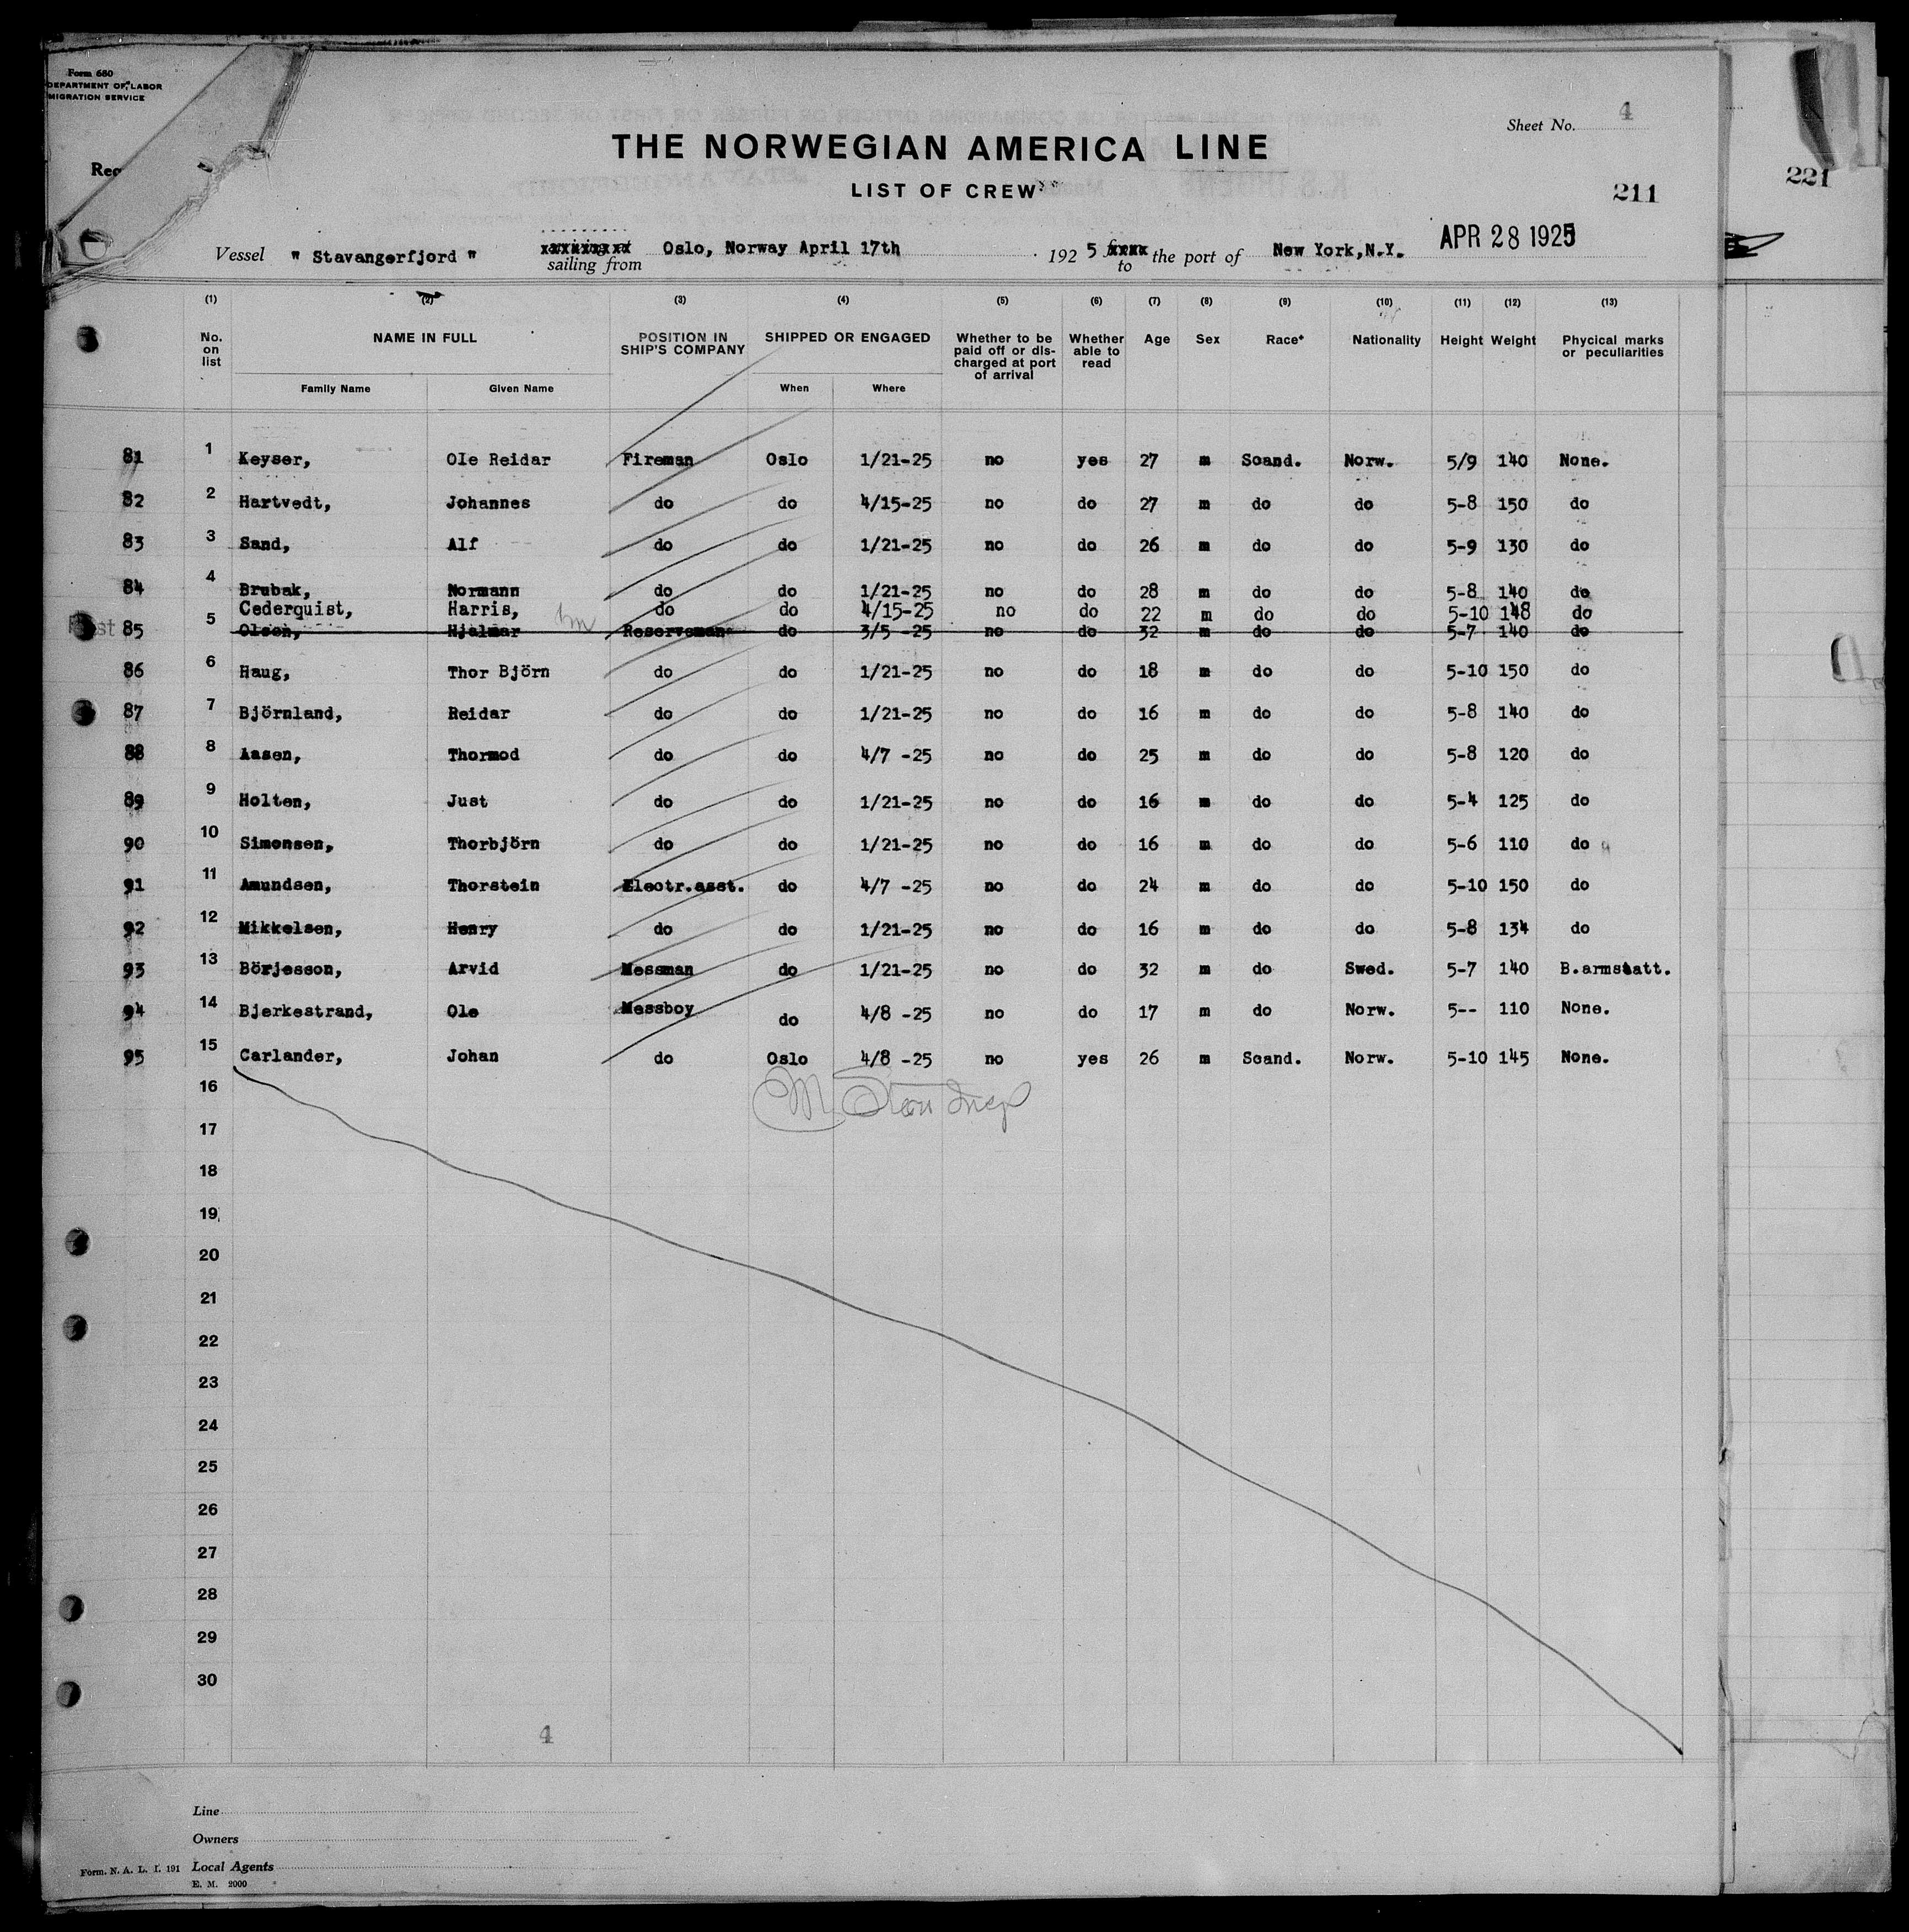 Form 680
DEPARTMENT OF LABOR
MIGRATION SERVICE
Sheet No. 4
THE NORWEGIAN AMERICA LINE
LIST OF CREW
211
221
Vessel " Stavangerfjord " sailing from Oslo, Norway April 17th 192 5 to the port of New York,N.Y. APR 28 1925
(1) (2) (3) (4) (5) (6) (7) (8) (9) (10) (11) (12) (13)
No. on list NAME IN FULL POSITION IN SHIP'S COMPANY SHIPPED OR ENGAGED Whether to be paid off or discharged at port of arrival Whether able to read Age Sex Race* Nationality Height Weight Physical marks or peculiarities
Family Name Given Name When Where
81 1 Keyser, Ole Reidar Fireman Oslo 1/21-25 no yes 27 m Scand. Norw. 5/9 140 None.
82 2 Hartvedt, Johannes do do 4/15-25 no do 27 m do do 5-8 150 do
83 3 Sand, Alf do do 1/21-25 no do 26 m do do 5-9 130 do
84 4 Brubak, Normann do do 1/21-25 no do 28 m do do 5-8 140 do
Cederquist, Harris, do do 4/15-25 no do 22 m do do 5-10 148 do
85 5 Olsen, Hjalmar Reserveman do 3/5 -25 no do 32 m do do 5-7 140 do
86 6 Haug, Thor Björn do do 1/21-25 no do 18 m do do 5-10 150 do
87 7 Björnland, Reidar do do 1/21-25 no do 16 m do do 5-8 140 do
88 8 Aasen, Thormod do do 4/7 -25 no do 25 m do do 5-8 120 do
89 9 Holten, Just do do 1/21-25 no do 16 m do do 5-4 125 do
90 10 Simonsen, Thorbjörn do do 1/21-25 no do 16 m do do 5-6 110 do
91 11 Amundsen, Thorstein Electr.asst. do 4/7 -25 no do 24 m do do 5-10 150 do
92 12 Mikkelsen, Henry do do 1/21-25 no do 16 m do do 5-8 134 do
93 13 Börjesson, Arvid Messman do 1/21-25 no do 32 m do Swed. 5-7 140 B.armstatt.
94 14 Bjerkestrand, Ole Messboy do 4/8 -25 no do 17 m do Norw. 5-- 110 None.
95 15 Carlander, Johan do Oslo 4/8 -25 no yes 26 m Scand. Norw. 5-10 145 None.
16
17
18
19
20
21
22
23
24
25
26
27
28
29
30
4
Line
Owners
Form. N. A. L. I. 191 Local Agents
E. M. 2000